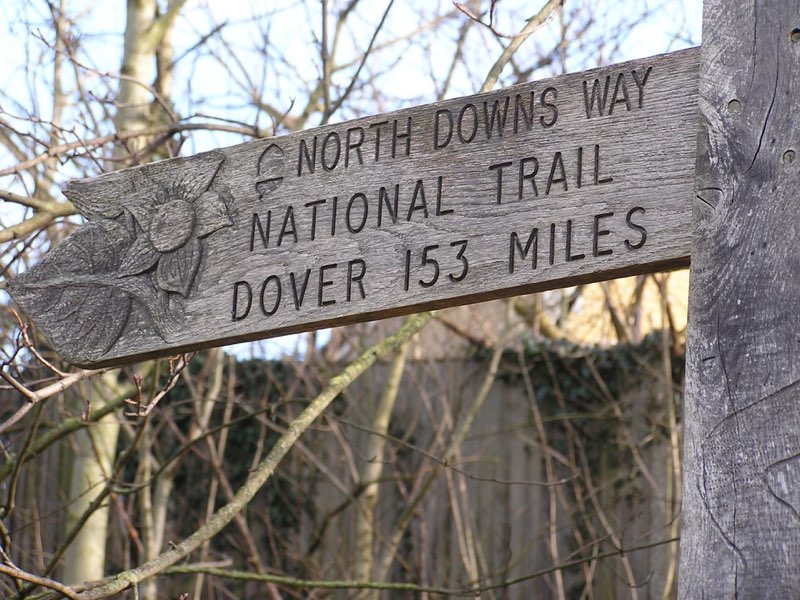 NORTH DOWNS WAY
NATIONAL TRAIL
DOVER 153 MILES